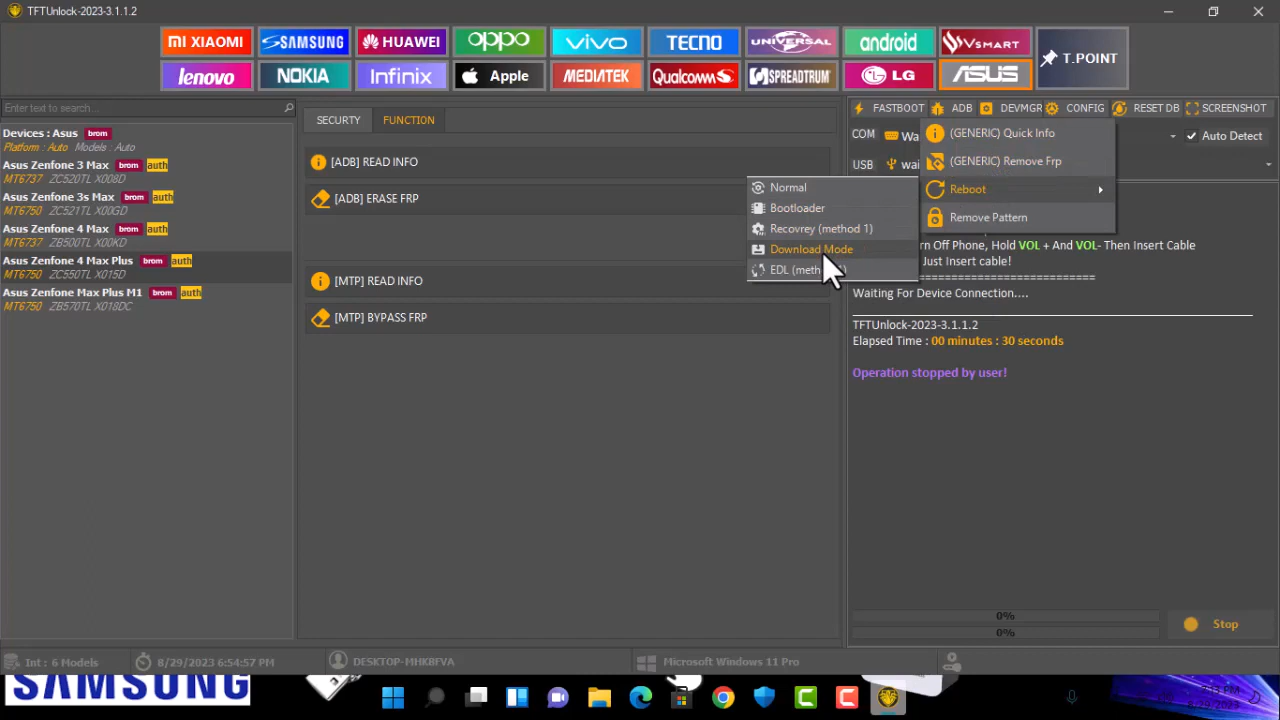 TFTUnlock-2023-3.1.1.2
MI XIAOMI SAMSUNG HUAWEI oppo vivo TECNO UNIVERSAL android VSMART T.POINT
lenovo NOKIA Infinix Apple MEDIATEK Qualcomm SPREADTRUM LG ASUS
Enter text to search...
Devices : Asus brom
Platform : Auto Models : Auto
Asus Zenfone 3 Max brom auth
MT6737 ZC520TL X008D
Asus Zenfone 3s Max brom auth
MT6750 ZC521TL X00GD
Asus Zenfone 4 Max brom auth
MT6737 ZB500TL X00KD
Asus Zenfone 4 Max Plus brom auth
MT6750 ZC550TL X015D
Asus Zenfone Max Plus M1 brom auth
MT6750 ZB570TL X018DC
SECURTY FUNCTION
[ADB] READ INFO
[ADB] ERASE FRP
[MTP] READ INFO
[MTP] BYPASS FRP
FASTBOOT ADB DEVMGR CONFIG RESET DB SCREENSHOT
COM Wa Auto Detect
USB wai
(GENERIC) Quick Info
(GENERIC) Remove Frp
Reboot
Remove Pattern
Normal
Bootloader
Recovrey (method 1)
Download Mode
EDL (meth
rn Off Phone, Hold VOL + And VOL- Then Insert Cable
Just Insert cable!
Waiting For Device Connection....
TFTUnlock-2023-3.1.1.2
Elapsed Time : 00 minutes : 30 seconds
Operation stopped by user!
0%
0%
Stop
Int : 6 Models 8/29/2023 6:54:57 PM DESKTOP-MHKBFVA Microsoft Windows 11 Pro
SAMSUNG
8/29/2023